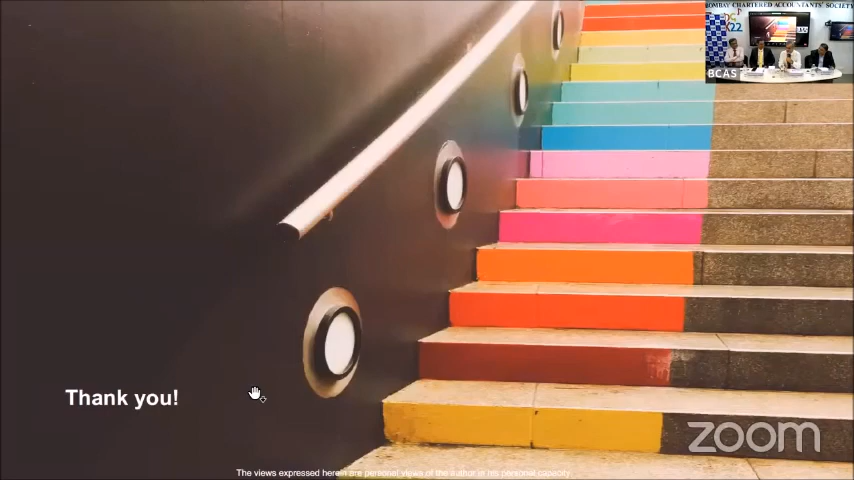 BOMBAY CHARTERED ACCOUNTANTS' SOCIETY
BCAS
Thank you!
zoom
The views expressed herein are personal views of the author in his personal capacity.